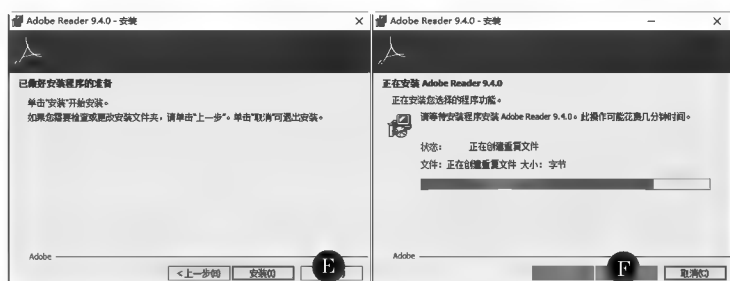 Adobe Reader 9.4.0 - 安装
已做好安装程序的准备
单击“安装”开始安装。
如果您需要检查或更改安装文件夹，请单击“上一步”。单击“取消”可退出安装。
Adobe
<上一步(B)
安装(I)
E
Adobe Reader 9.4.0 - 安装
正在安装 Adobe Reader 9.4.0
正在安装您选择的程序功能。
请等待安装程序安装 Adobe Reader 9.4.0。此操作可能花费几分钟时间。
状态： 正在创建重复文件
文件：正在创建重复文件 大小： 字节
Adobe
F
取消(C)